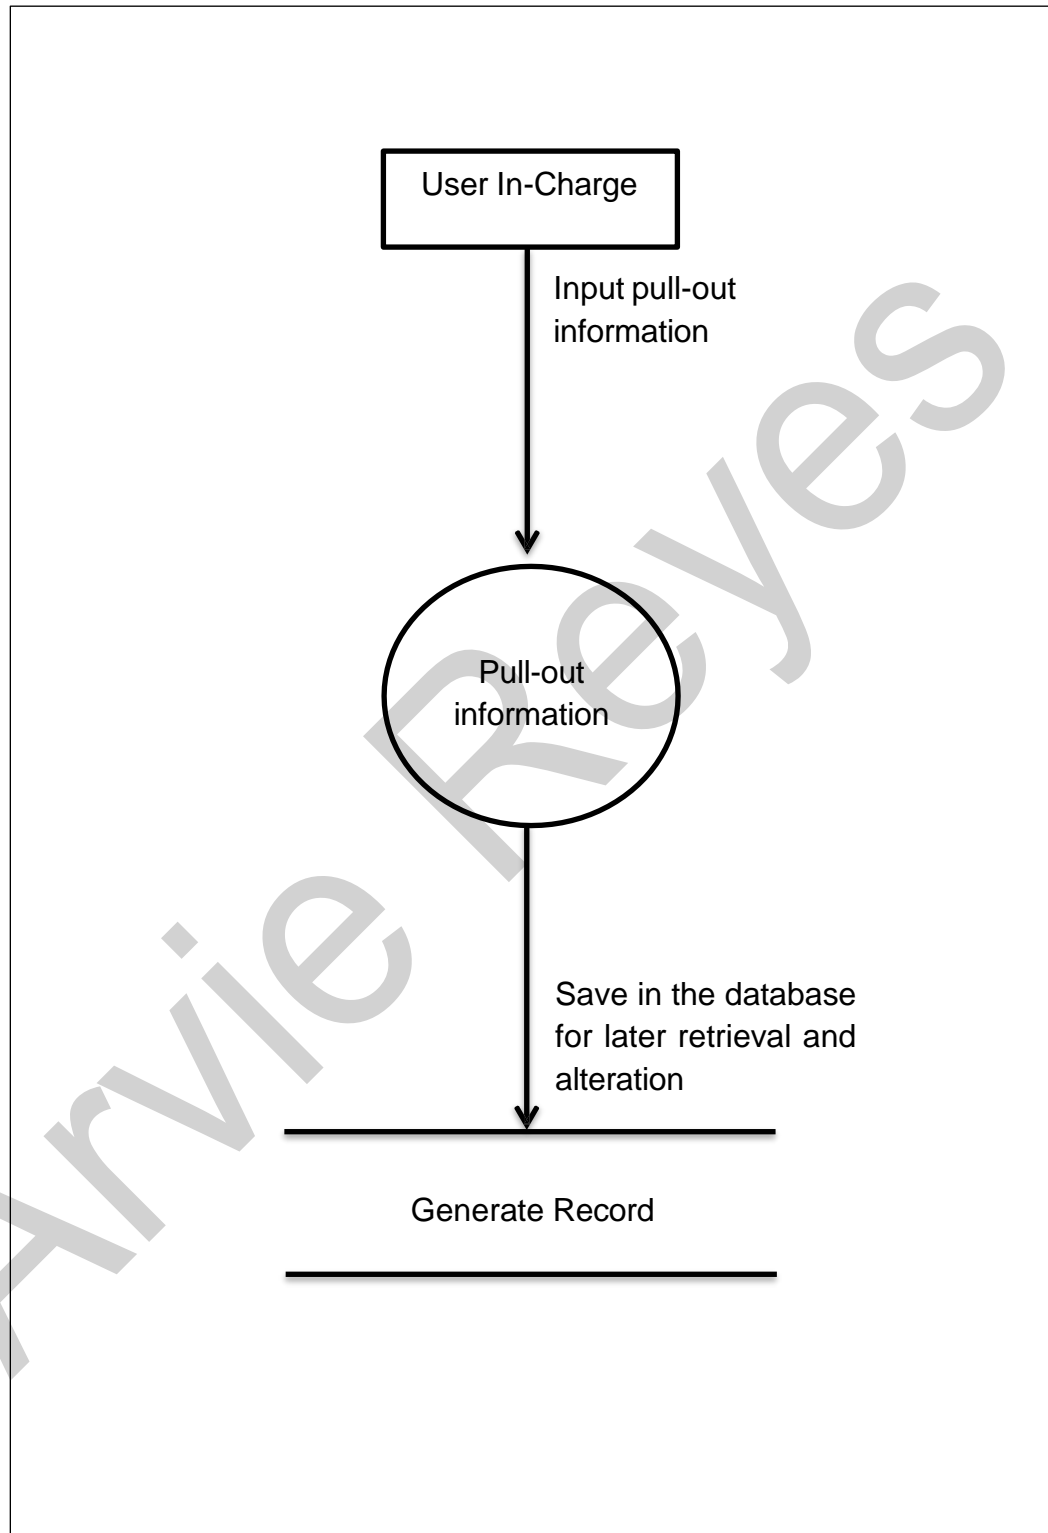 User In-Charge
Input pull-out
information
Pull-out
information
Save in the database
for later retrieval and
alteration
Generate Record
Arvie Reyes